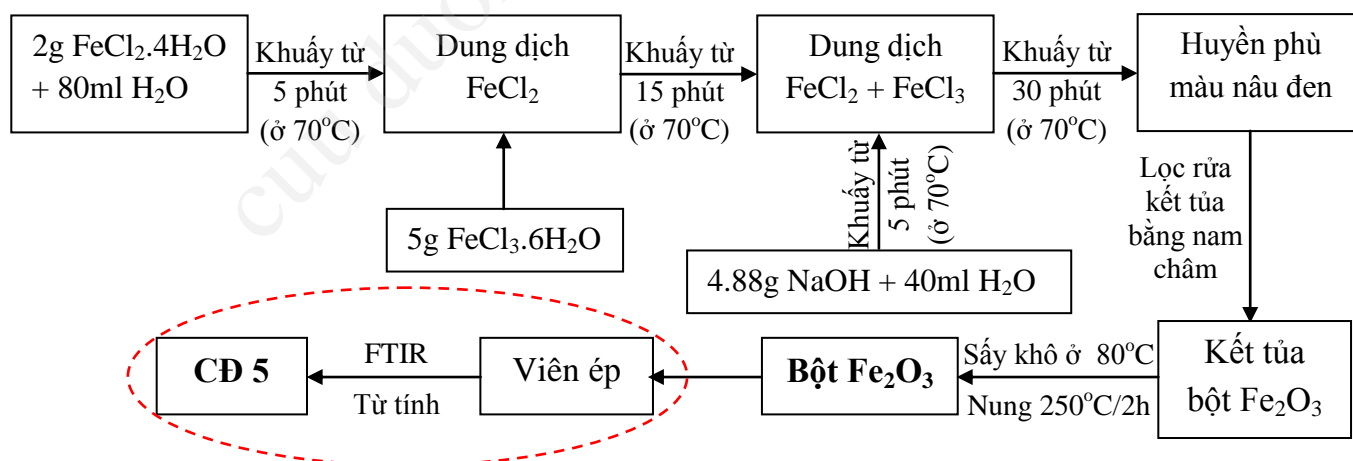 2g FeCl₂.4H₂O
+ 80ml H₂O
Khuấy từ
5 phút
(ở 70°C)
Dung dịch
FeCl₂
Khuấy từ
15 phút
(ở 70°C)
Dung dịch
FeCl₂ + FeCl₃
Khuấy từ
30 phút
(ở 70°C)
Huyền phù
màu nâu đen
5g FeCl₃.6H₂O
Khuấy từ
5 phút
(ở 70°C)
4.88g NaOH + 40ml H₂O
Lọc rửa
kết tủa
bằng nam
châm
Kết tủa
bột Fe₂O₃
Sấy khô ở 80°C
Nung 250°C/2h
Bột Fe₂O₃
Viên ép
FTIR
Từ tính
CĐ 5